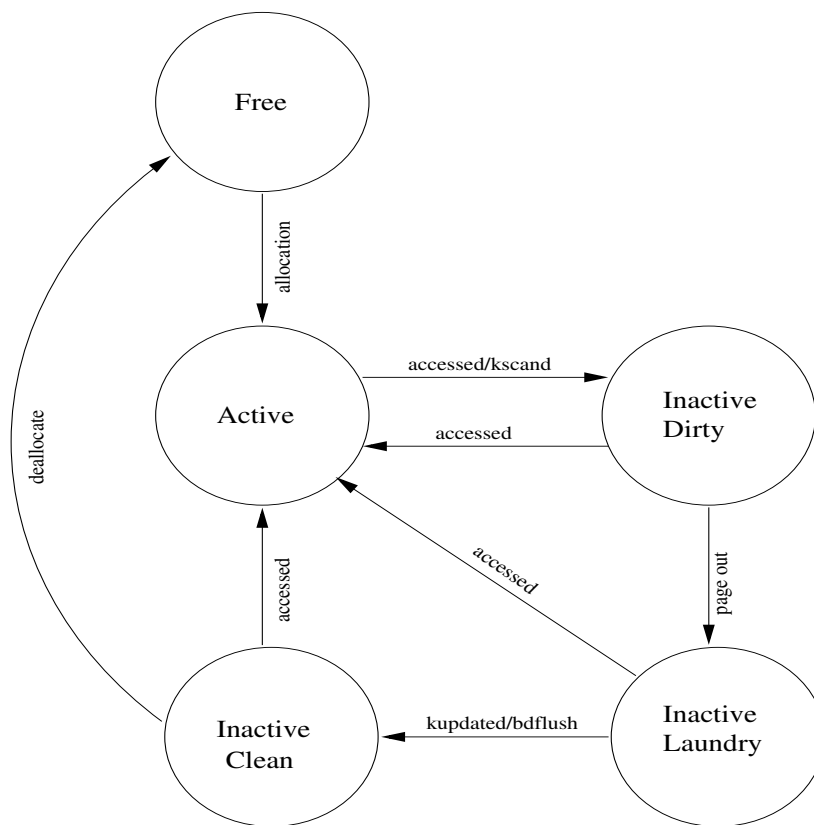 Free
allocation
accessed/kscand
Active
Inactive
Dirty
accessed
deallocate
accessed
accessed
page out
Inactive
Clean
kupdated/bdflush
Inactive
Laundry